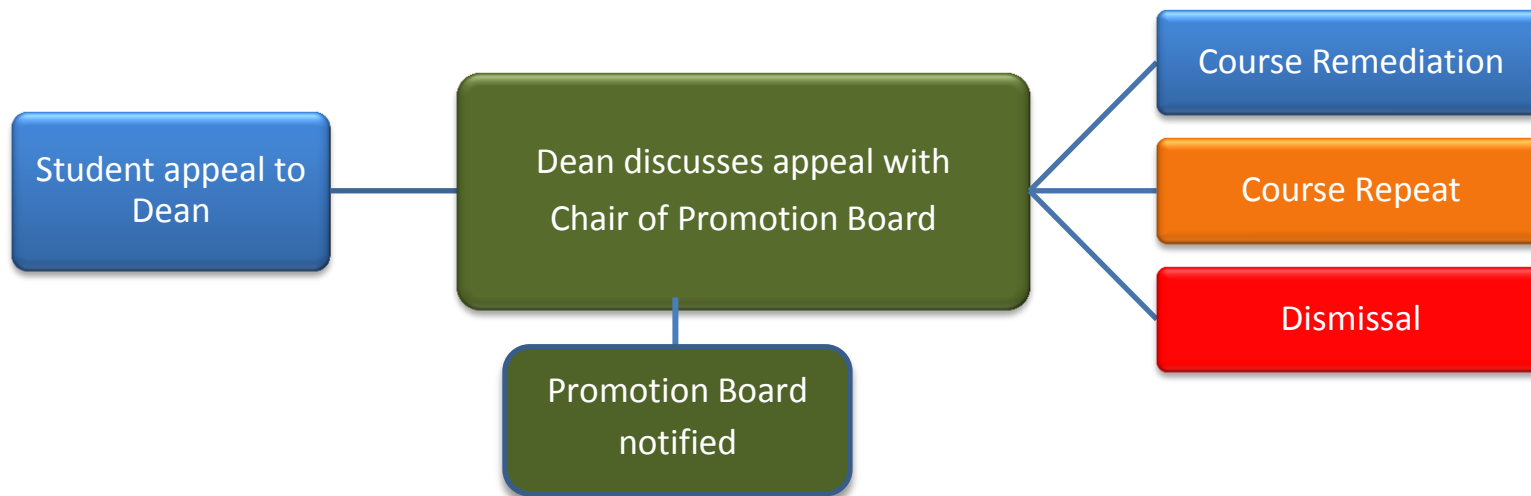 Student appeal to
Dean
Dean discusses appeal with
Chair of Promotion Board
Promotion Board
notified
Course Remediation
Course Repeat
Dismissal